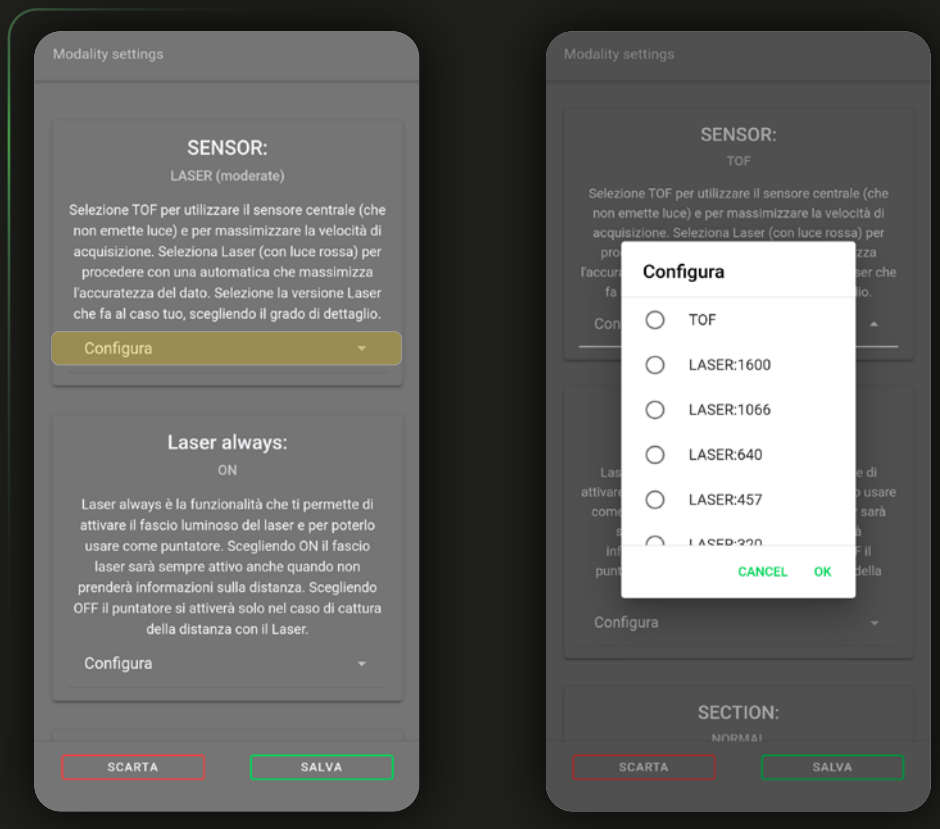 Modality settings
SENSOR:
LASER (moderate)
Selezione TOF per utilizzare il sensore centrale (che
non emette luce) e per massimizzare la velocità di
acquisizione. Seleziona Laser (con luce rossa) per
procedere con una automatica che massimizza
l'accuratezza del dato. Selezione la versione Laser
che fa al caso tuo, scegliendo il grado di dettaglio.
Configura
Laser always:
ON
Laser always è la funzionalità che ti permette di
attivare il fascio luminoso del laser e per poterlo
usare come puntatore. Scegliendo ON il fascio
laser sarà sempre attivo anche quando non
prenderà informazioni sulla distanza. Scegliendo
OFF il puntatore si attiverà solo nel caso di cattura
della distanza con il Laser.
Configura
SCARTA
SALVA
Modality settings
SENSOR:
TOF
Selezione TOF per utilizzare il sensore centrale (che
non emette luce) e per massimizzare la velocità di
acquisizione. Seleziona Laser (con luce rossa) per
Configura
TOF
LASER:1600
LASER:1066
LASER:640
LASER:457
LASER:320
CANCEL
OK
Configura
SECTION:
NORMAL
SCARTA
SALVA